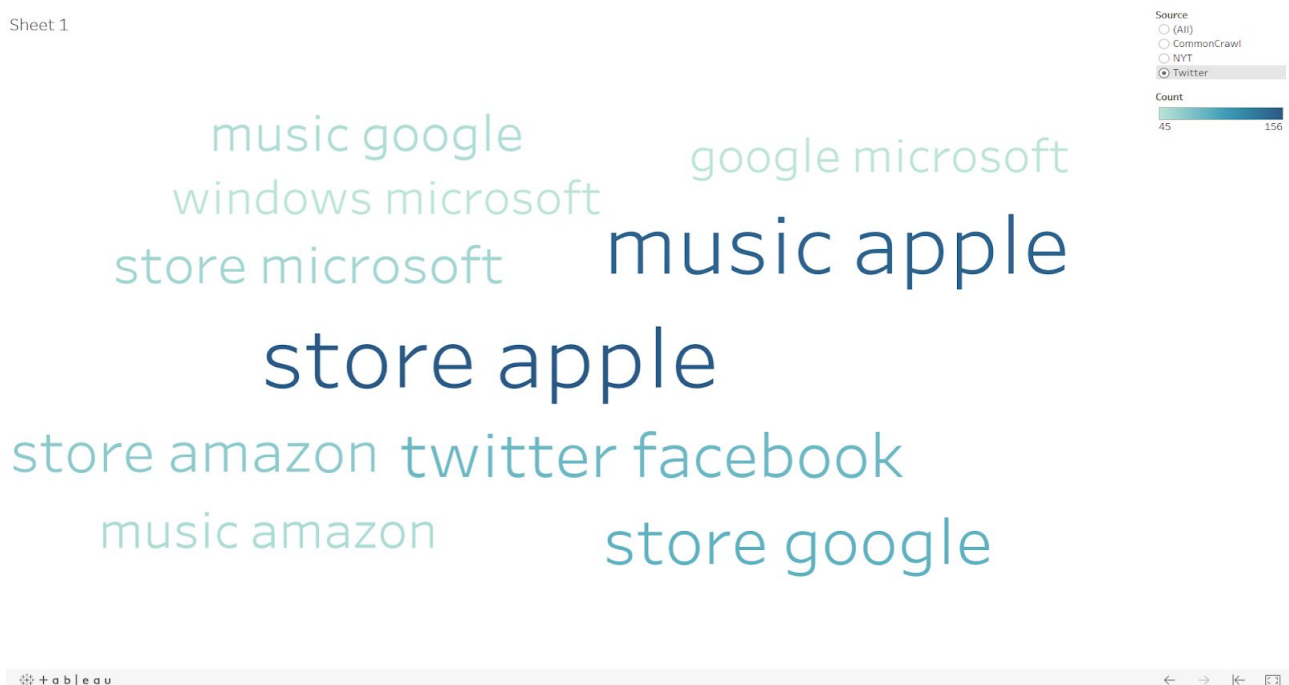 Sheet 1
Source
(All)
CommonCrawl
NYT
Twitter
Count
45 156
music google
google microsoft
windows microsoft
music apple
store microsoft
store apple
store amazon
twitter facebook
music amazon
store google
+ableau